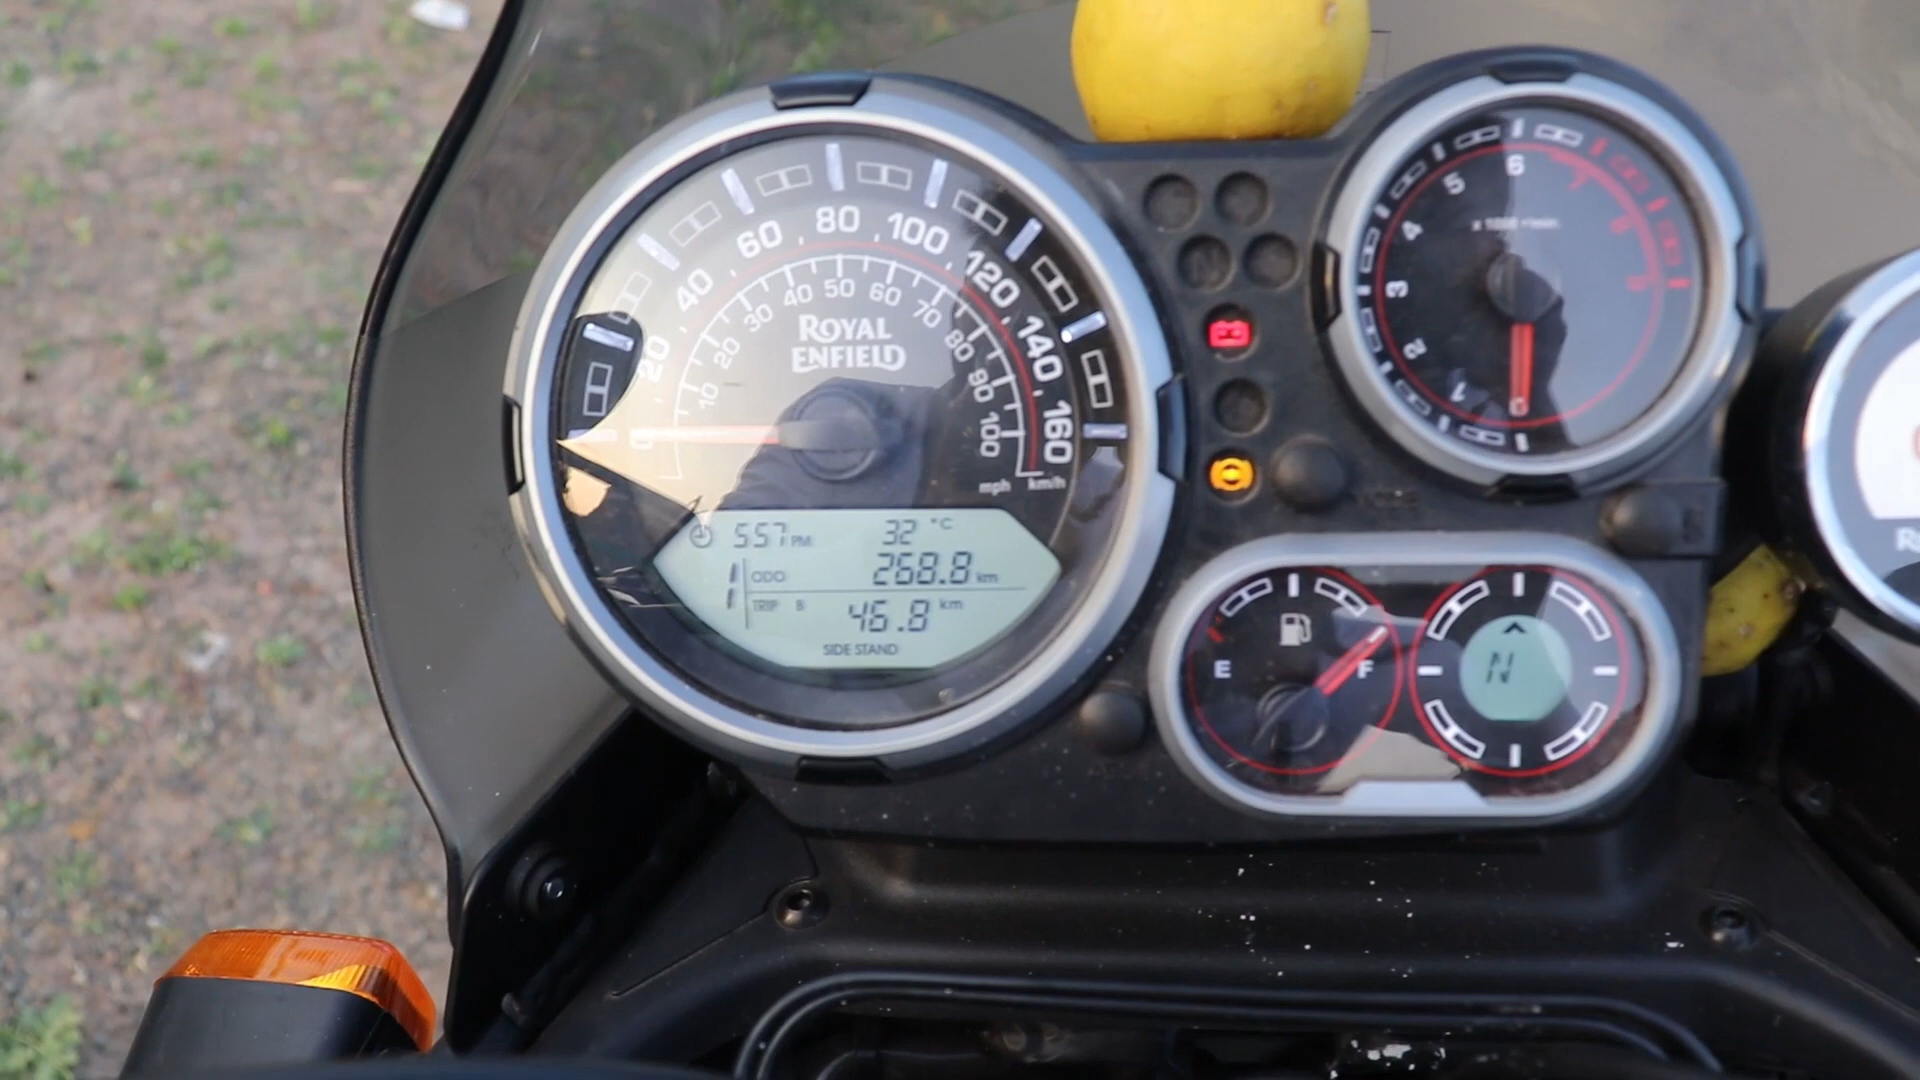 20 40 60 80 100 120 140 160
10 20 30 40 50 60 70 80 90 100
ROYAL
ENFIELD
mph km/h
5:57 PM 32 °C
ODO 268.8 km
TRIP B 46.8 km
SIDE STAND
0 1 2 3 4 5 6 7
x 1000 r/min.
E F
N